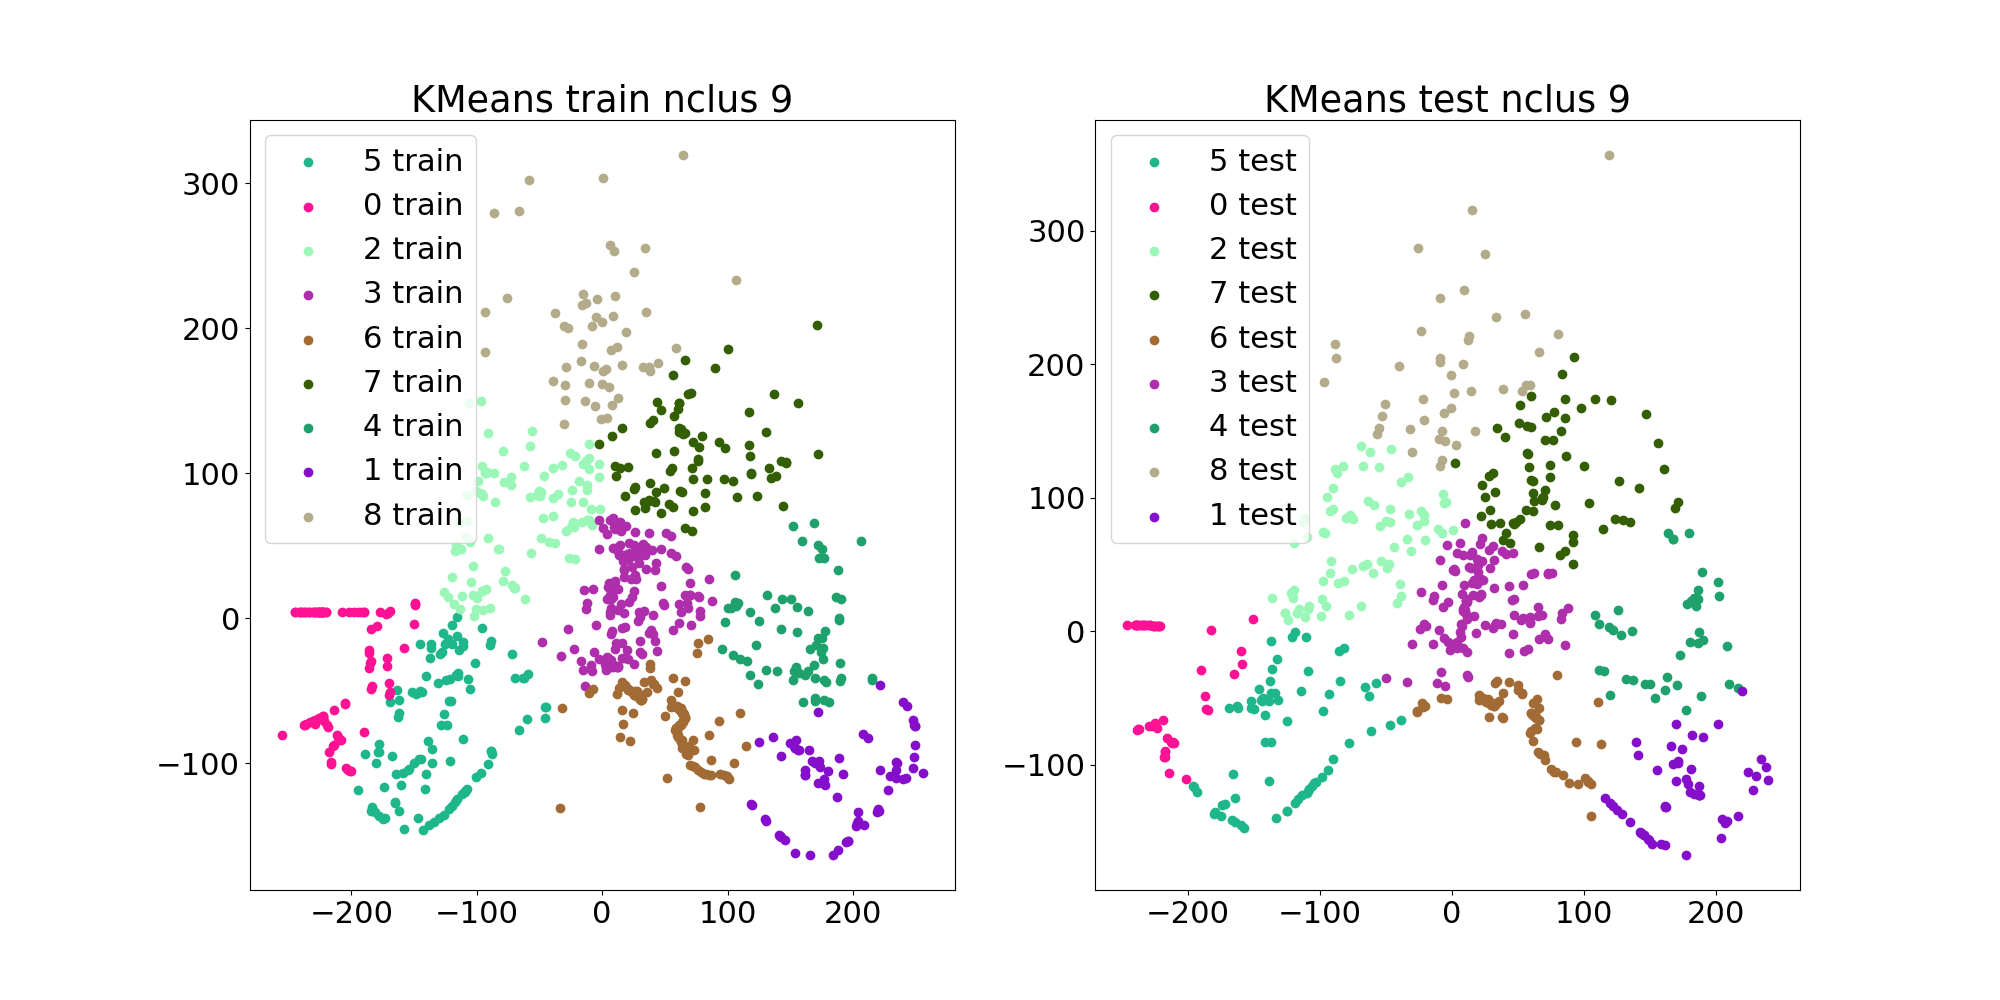 KMeans train nclus 9
300
200
100
0
−100
−200
−100
0
100
200
5 train
0 train
2 train
3 train
6 train
7 train
4 train
1 train
8 train
KMeans test nclus 9
300
200
100
0
−100
−200
−100
0
100
200
5 test
0 test
2 test
7 test
6 test
3 test
4 test
8 test
1 test